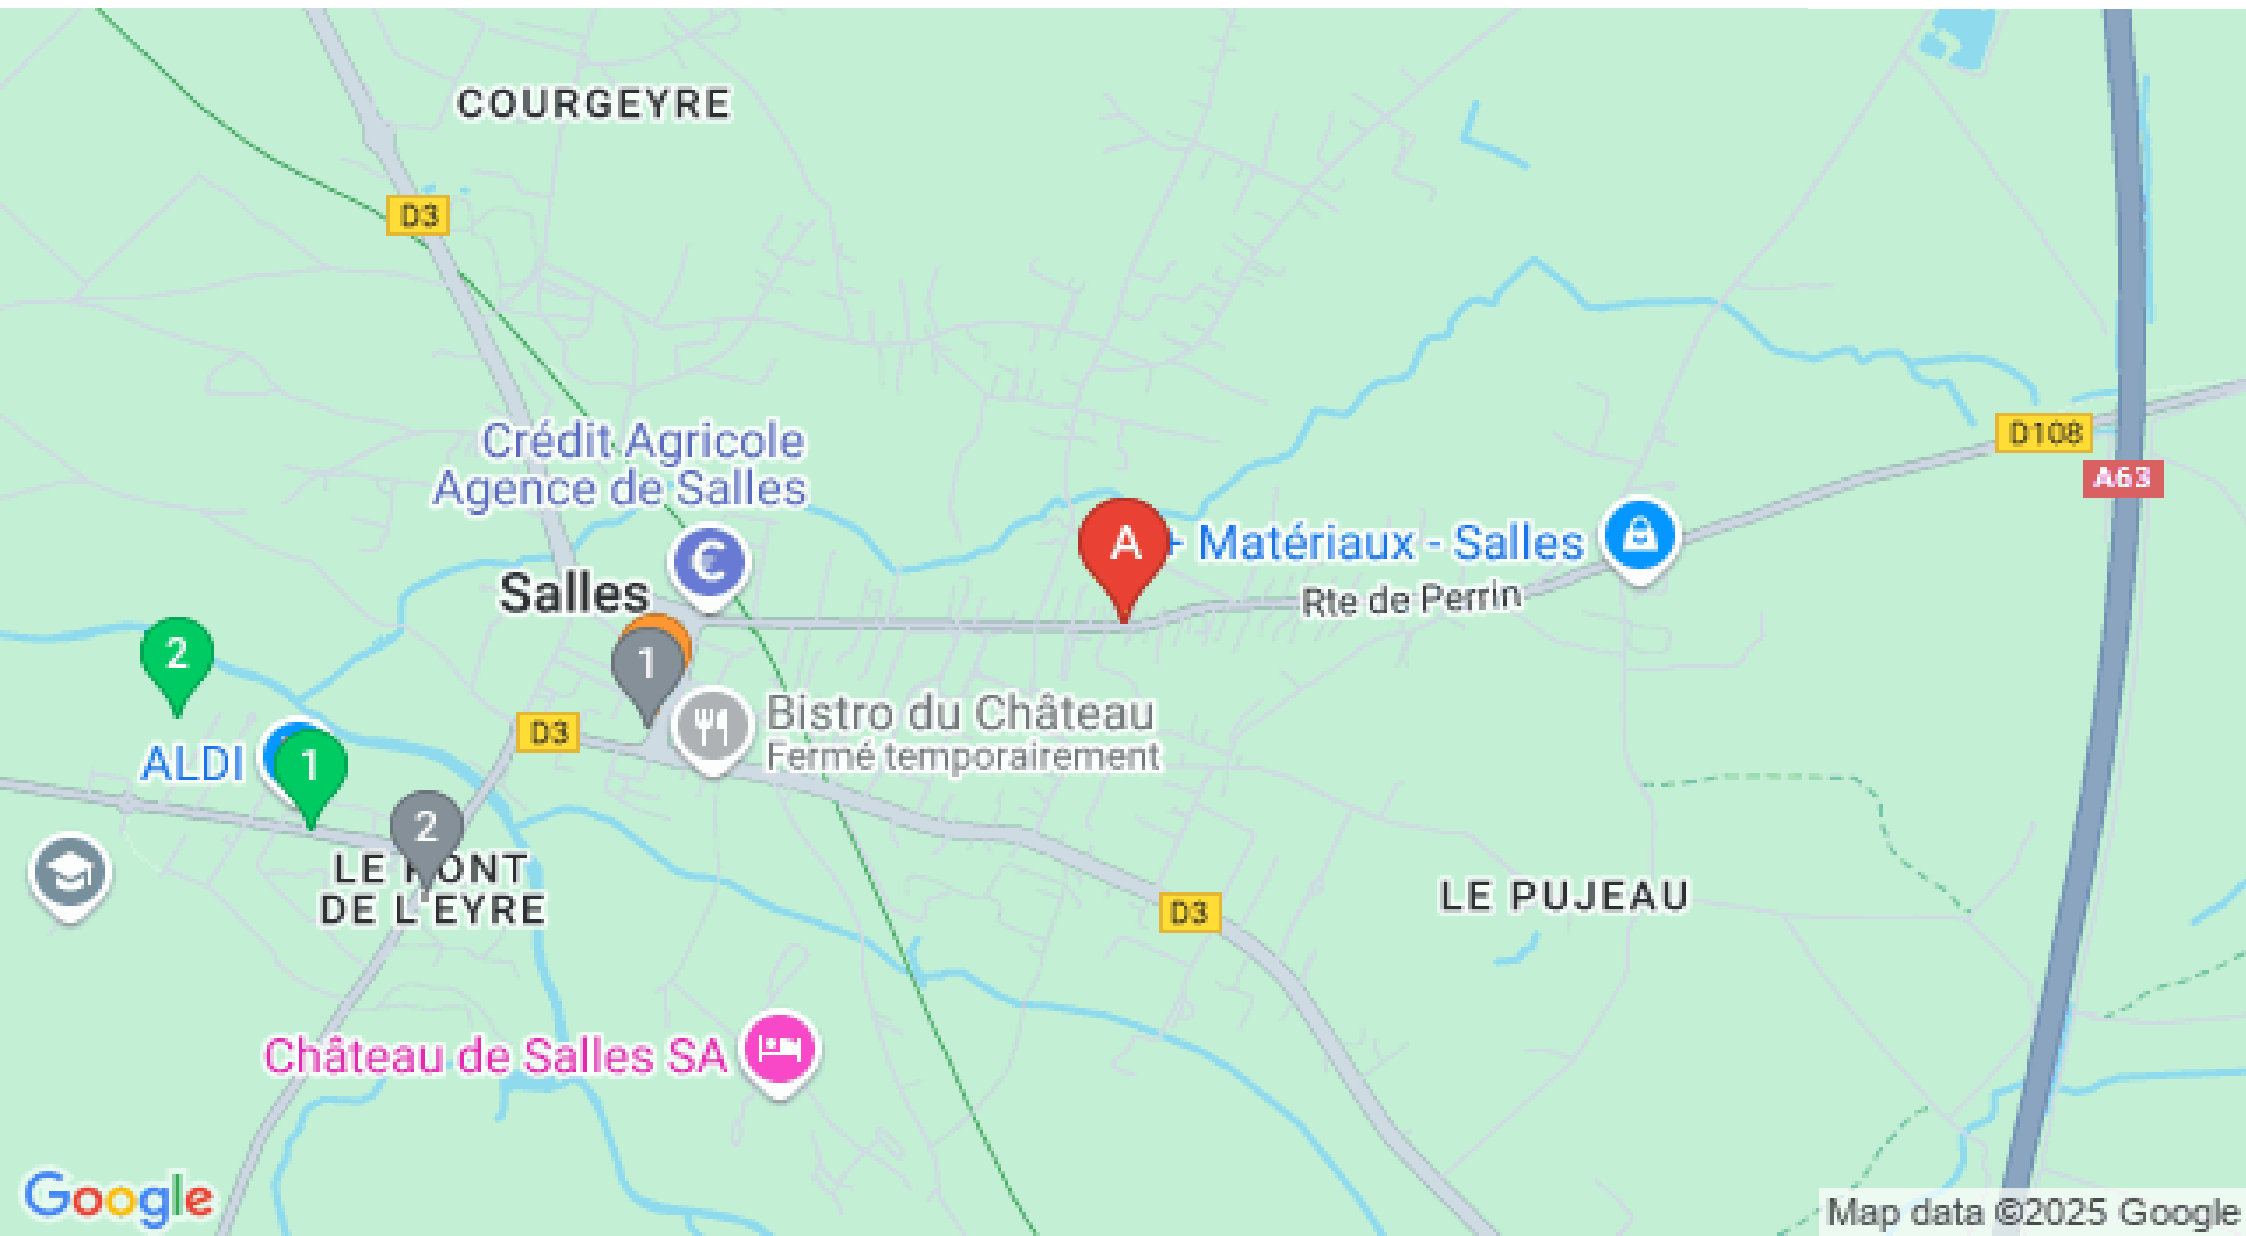 COURGEYRE
D3
Crédit Agricole
Agence de Salles
D108
A63
A
Matériaux - Salles
Salles
Rte de Perrin
2
1
D3
Bistro du Château
Fermé temporairement
ALDI
1
2
LE PONT
DE L'EYRE
D3
LE PUJEAU
Château de Salles SA
Google
Map data ©2025 Google